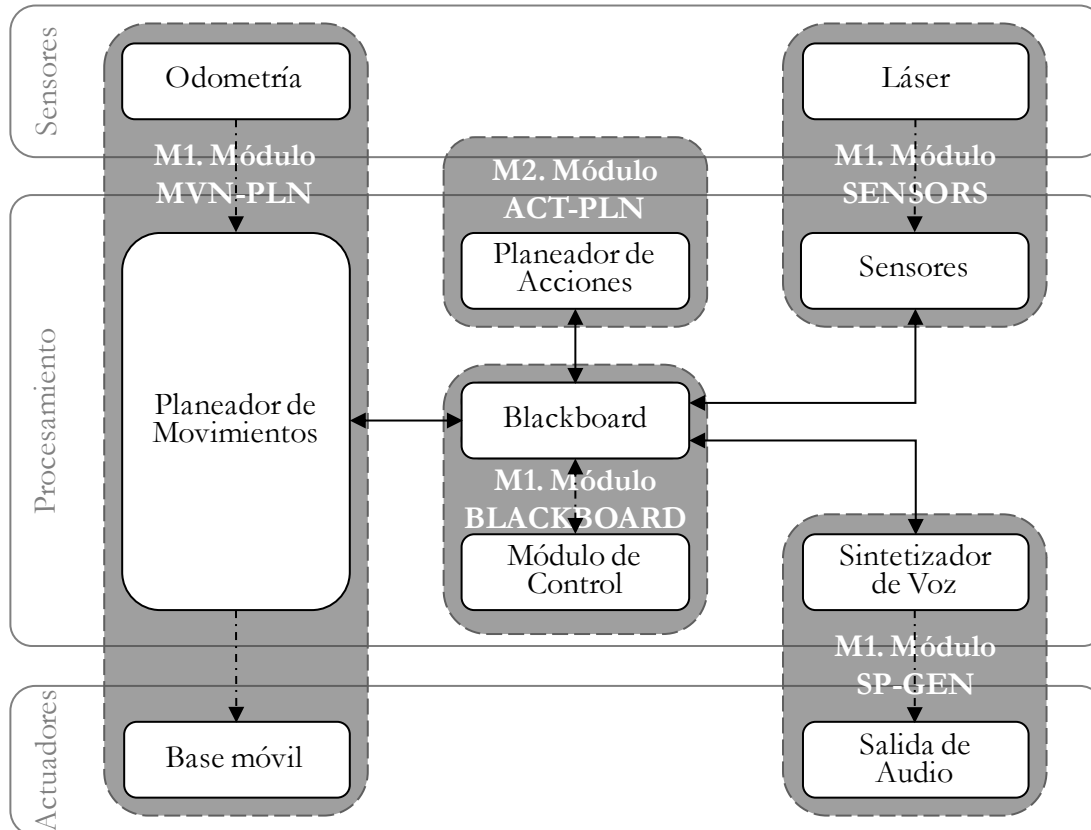 Sensores
Odometría
Láser
M1. Módulo
MVN-PLN
M2. Módulo
ACT-PLN
M1. Módulo
SENSORS
Procesamiento
Planeador de
Acciones
Sensores
Planeador de
Movimientos
Blackboard
M1. Módulo
BLACKBOARD
Módulo de
Control
Sintetizador
de Voz
M1. Módulo
SP-GEN
Actuadores
Base móvil
Salida de
Audio